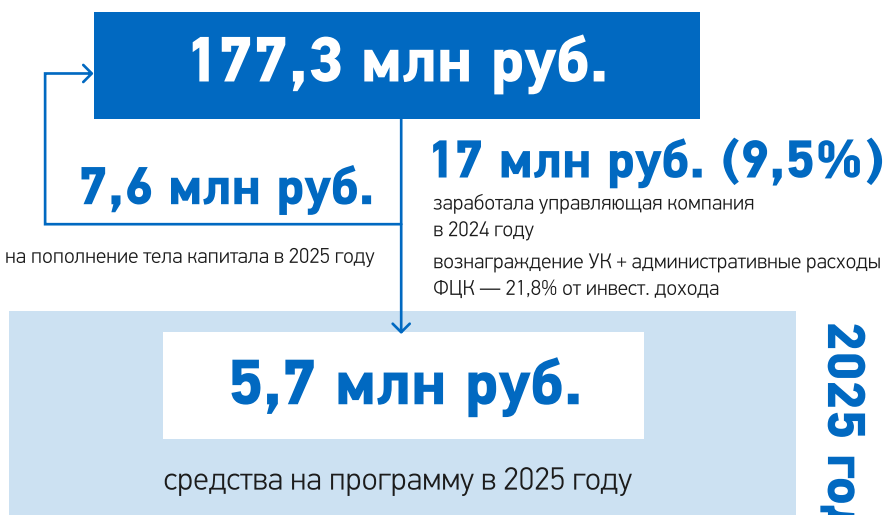 177,3 млн руб.
17 млн руб. (9,5%)
заработала управляющая компания
в 2024 году
7,6 млн руб.
на пополнение тела капитала в 2025 году
вознаграждение УК + административные расходы
ФЦК — 21,8% от инвест. дохода
5,7 млн руб.
средства на программу в 2025 году
2025 го